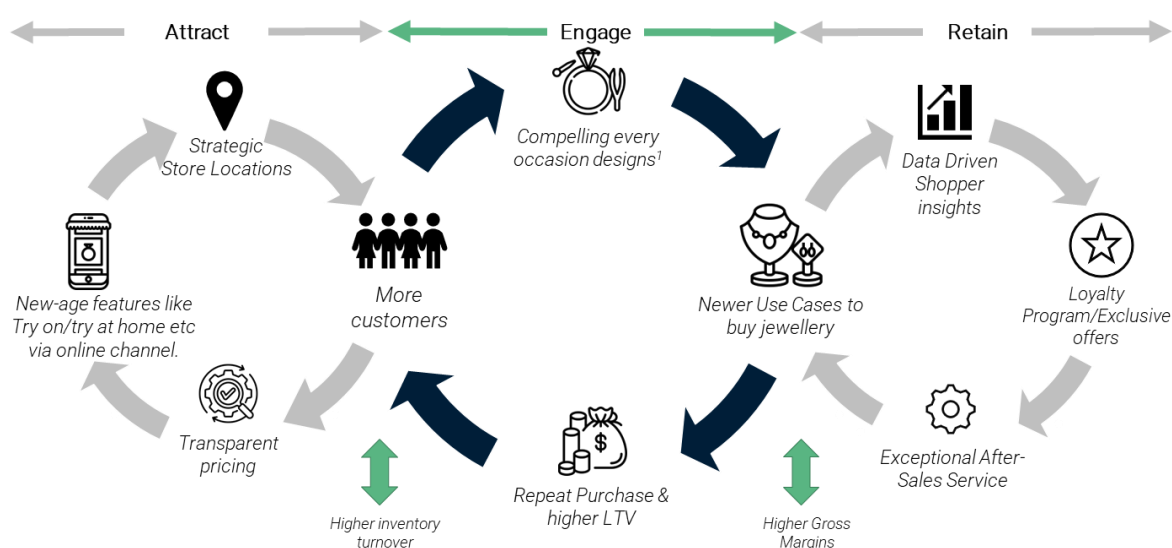 Attract
Engage
Retain
Strategic
Store Locations
Compelling every
occasion designs¹
Data Driven
Shopper
insights
New-age features like
Try on/try at home etc
via online channel.
More
customers
Newer Use Cases to
buy jewellery
Loyalty
Program/Exclusive
offers
Transparent
pricing
$
Repeat Purchase &
higher LTV
Exceptional After-
Sales Service
Higher inventory
turnover
Higher Gross
Margins